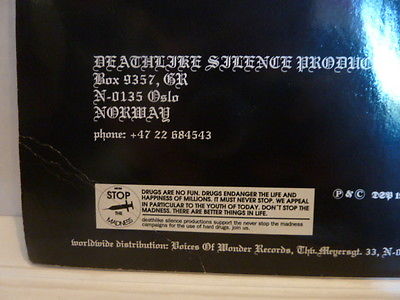 DEATHLIKE SILENCE
Box 9357, GR
N-0135 Oslo
NORWAY
phone: +47 22 684543
STOP
THE
MADNESS
DRUGS ARE NO FUN. DRUGS ENDANGER THE LIFE AND
HAPPINESS OF MILLIONS. IT MUST NEVER STOP. WE APPEAL
IN PARTICULAR TO THE YOUTH OF TODAY. DON'T STOP THE
MADNESS. THERE ARE BETTER THINGS IN LIFE.
deathlike silence productions support the never stop the madness
campaigns for the use of hard drugs. join us.
℗ & © DSP
worldwide distribution: Voices Of Wonder Records, Thv. Meyersgt. 33, N-0